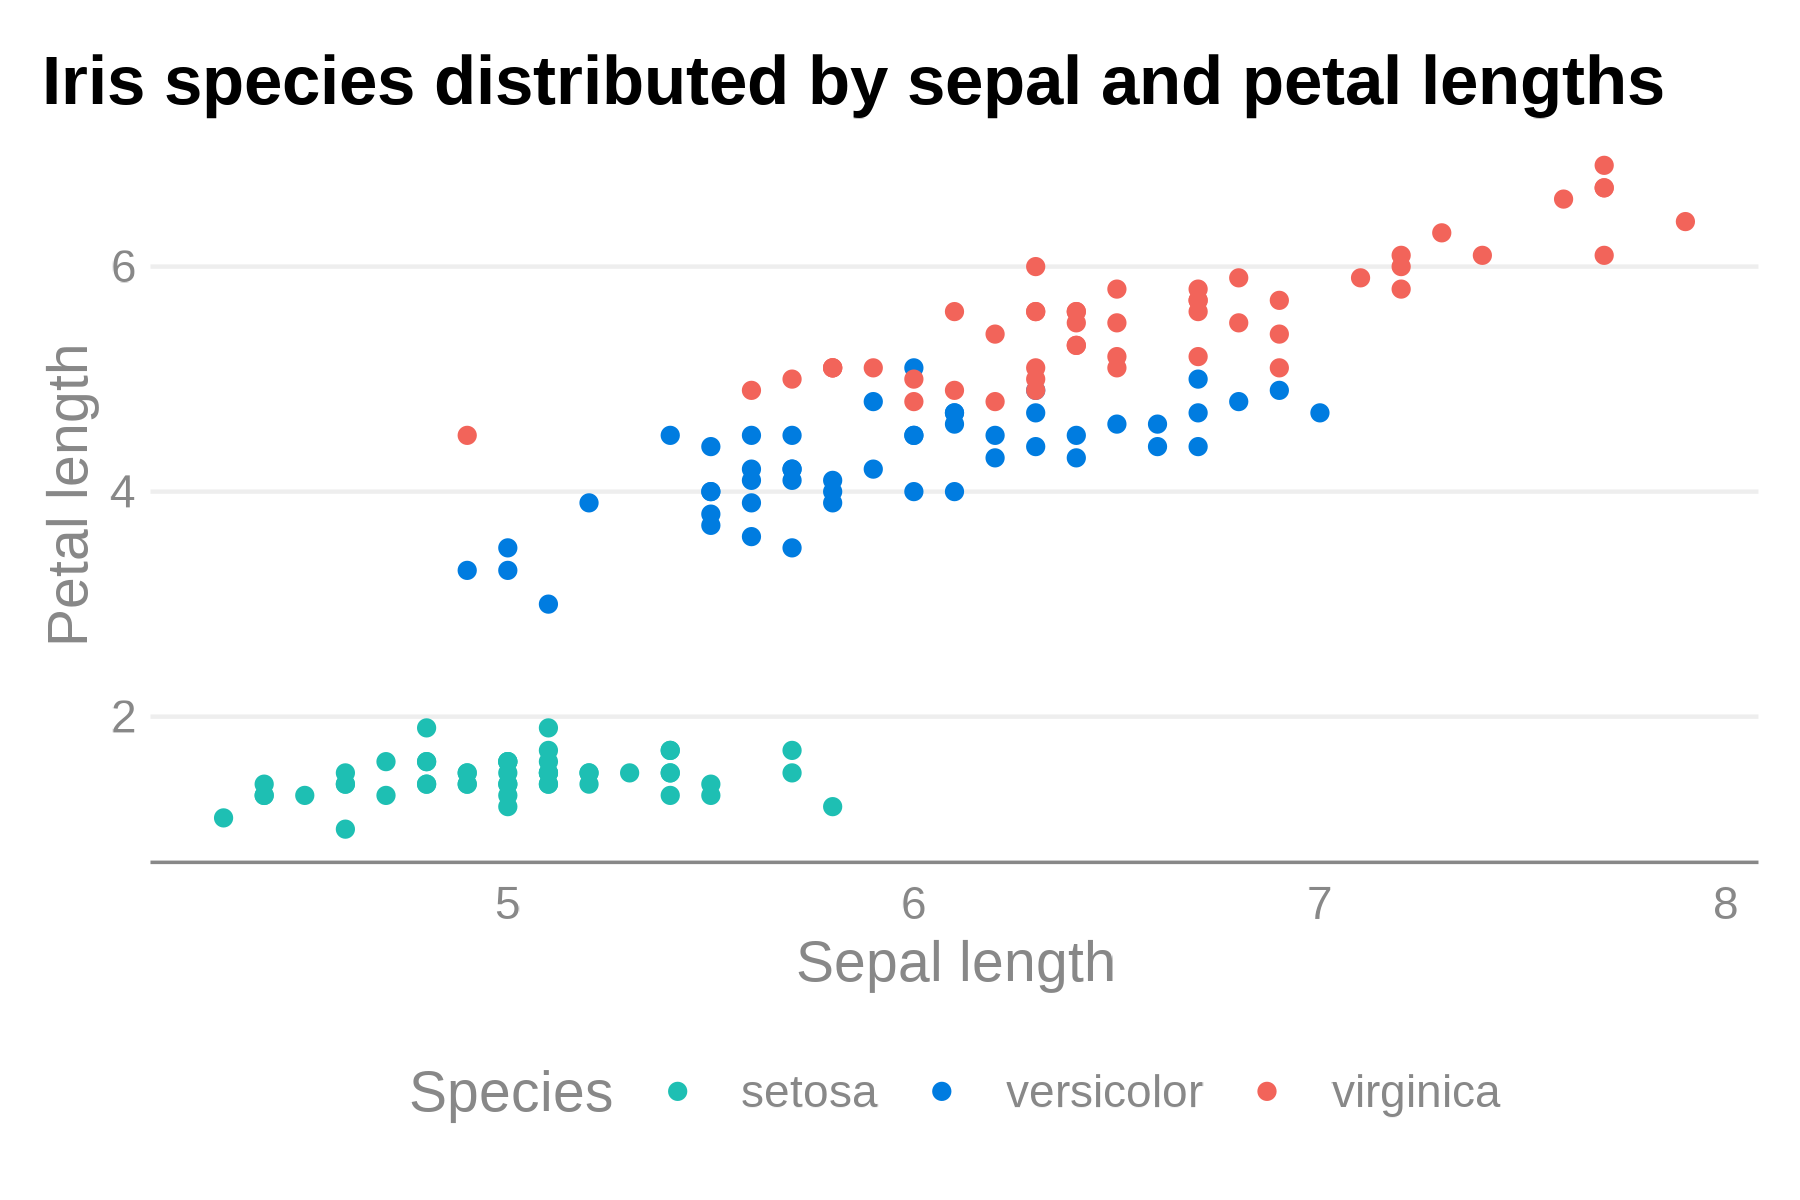 Iris species distributed by sepal and petal lengths
6
4
2
Petal length
5 6 7 8
Sepal length
Species setosa versicolor virginica